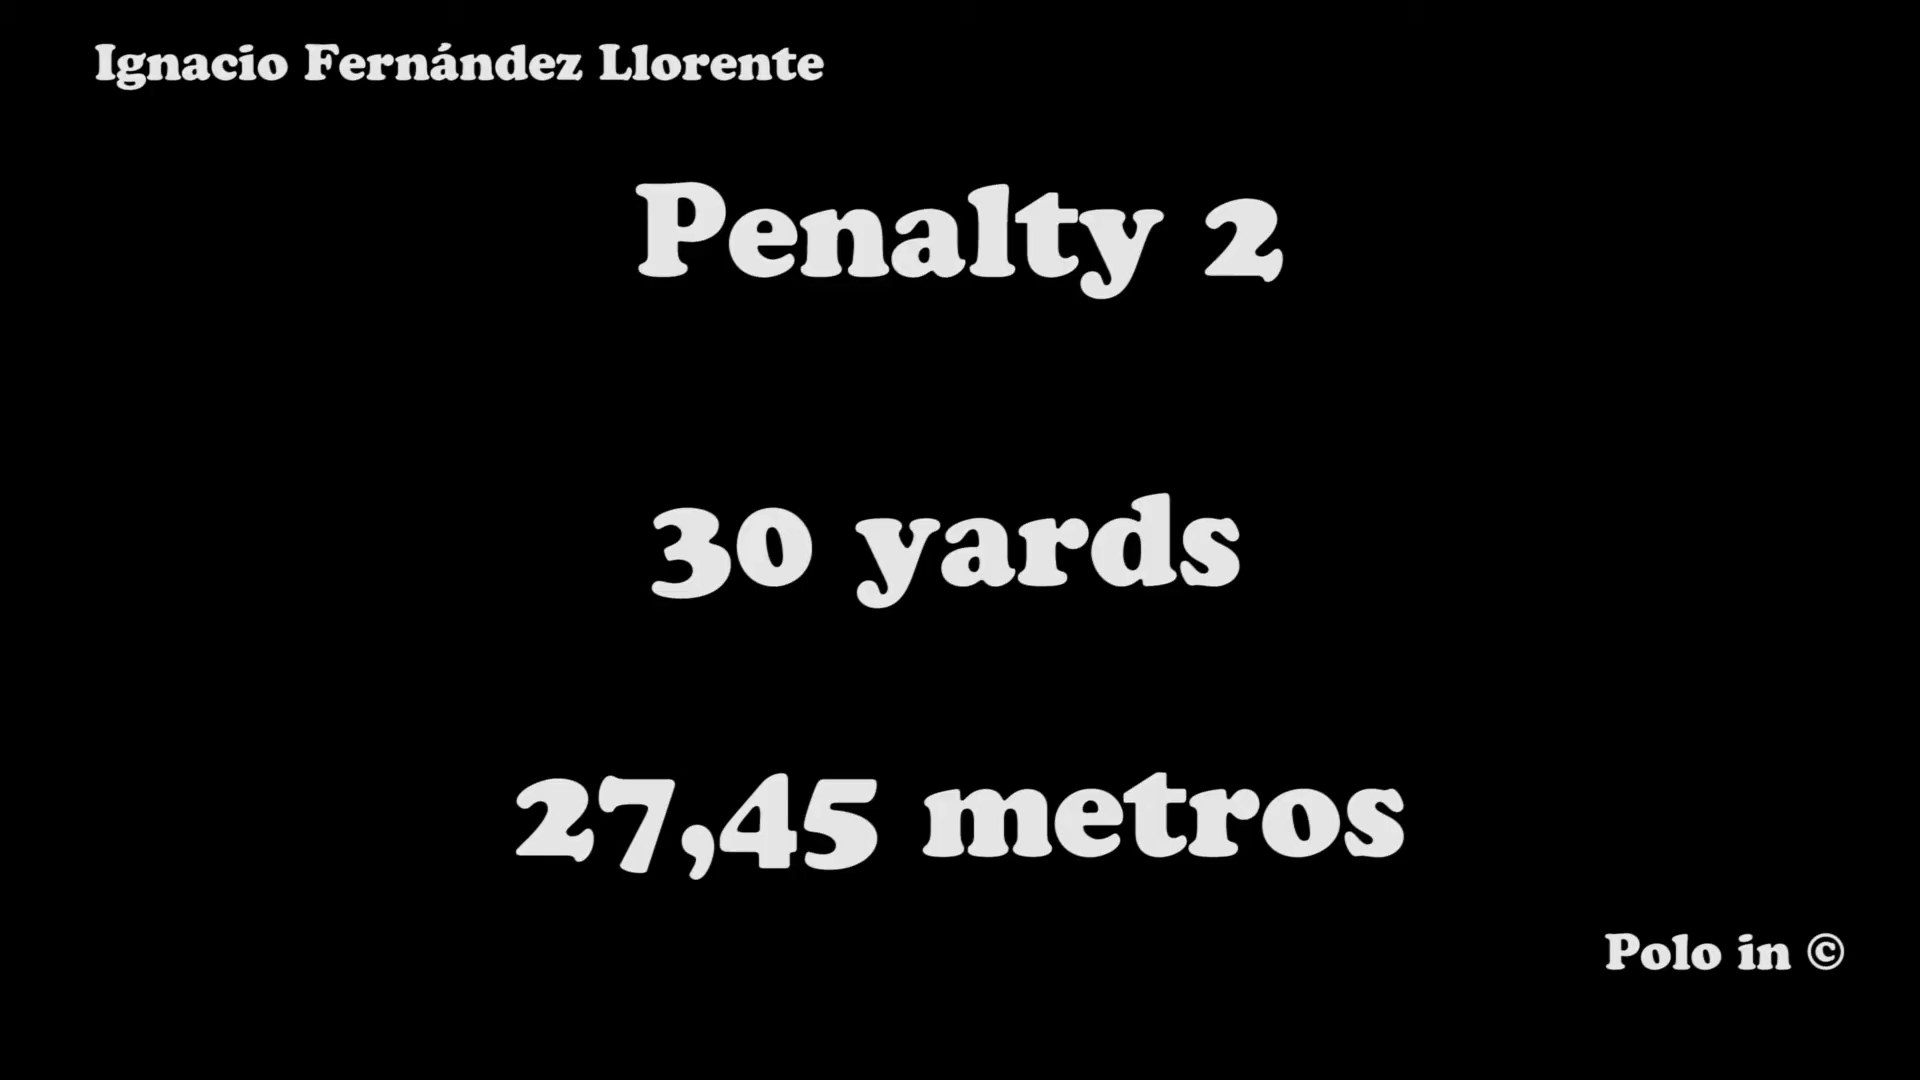 Ignacio Fernández Llorente
Penalty 2
30 yards
27,45 metros
Polo in ©